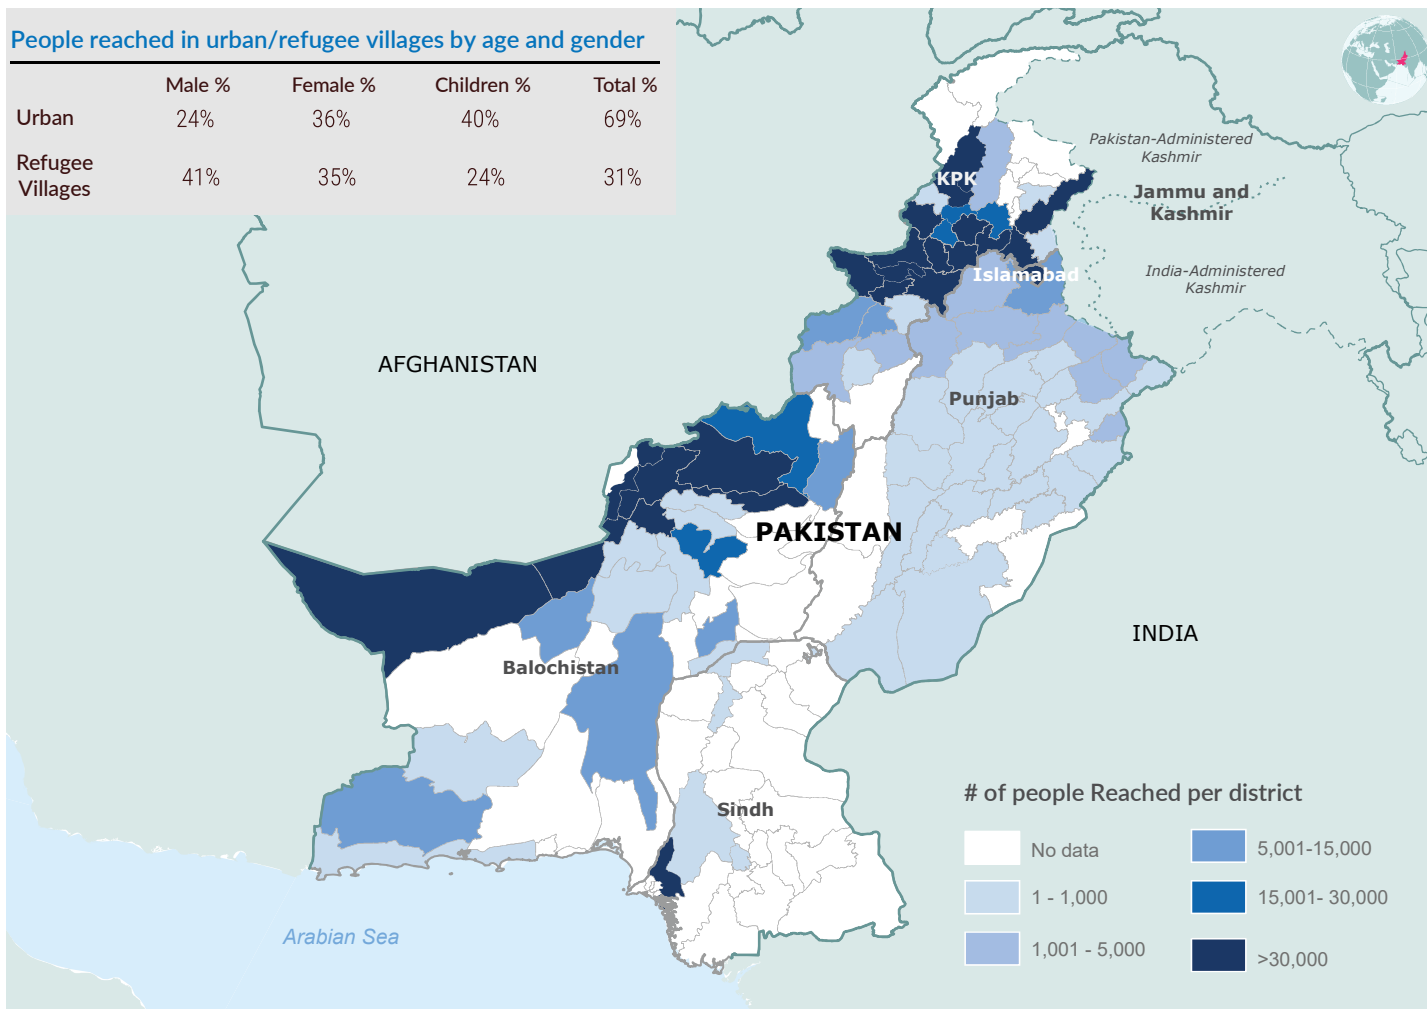 People reached in urban/refugee villages by age and gender
Male % Female % Children % Total %
Urban 24% 36% 40% 69%
Refugee
Villages 41% 35% 24% 31%
Pakistan-Administered
Kashmir
KPK
Jammu and
Kashmir
Islamabad
India-Administered
Kashmir
AFGHANISTAN
Punjab
PAKISTAN
INDIA
Balochistan
Sindh
Arabian Sea
# of people Reached per district
No data
1 - 1,000
1,001 - 5,000
5,001-15,000
15,001- 30,000
>30,000